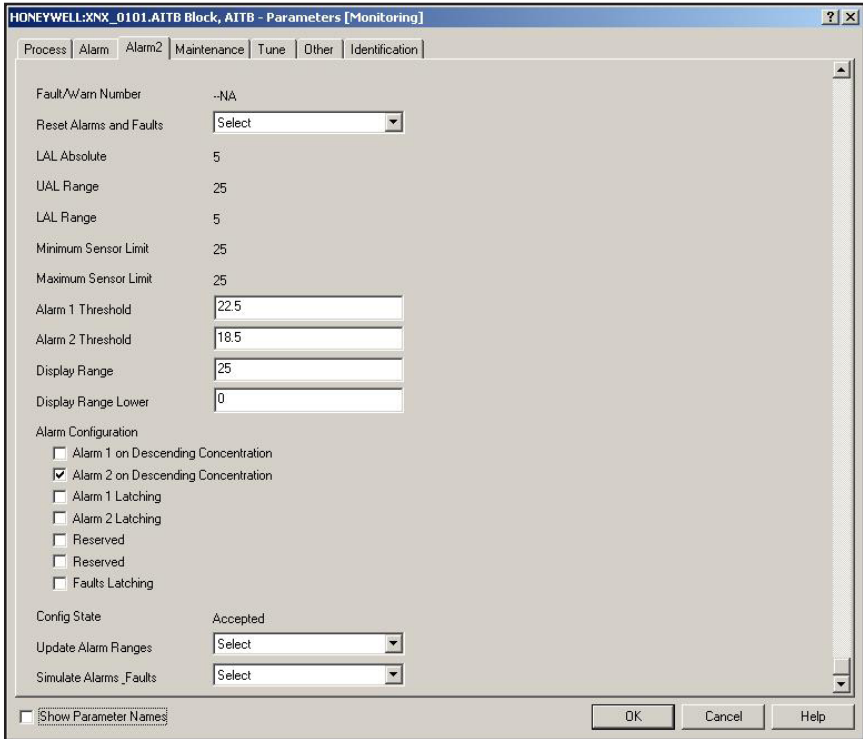 HONEYWELL:XNX_0101.AITB Block, AITB - Parameters [Monitoring]
Process Alarm Alarm2 Maintenance Tune Other Identification
Fault/Warn Number --NA
Reset Alarms and Faults Select
LAL Absolute 5
UAL Range 25
LAL Range 5
Minimum Sensor Limit 25
Maximum Sensor Limit 25
Alarm 1 Threshold 22.5
Alarm 2 Threshold 18.5
Display Range 25
Display Range Lower 0
Alarm Configuration
Alarm 1 on Descending Concentration
Alarm 2 on Descending Concentration
Alarm 1 Latching
Alarm 2 Latching
Reserved
Reserved
Faults Latching
Config State Accepted
Update Alarm Ranges Select
Simulate Alarms_Faults Select
Show Parameter Names OK Cancel Help